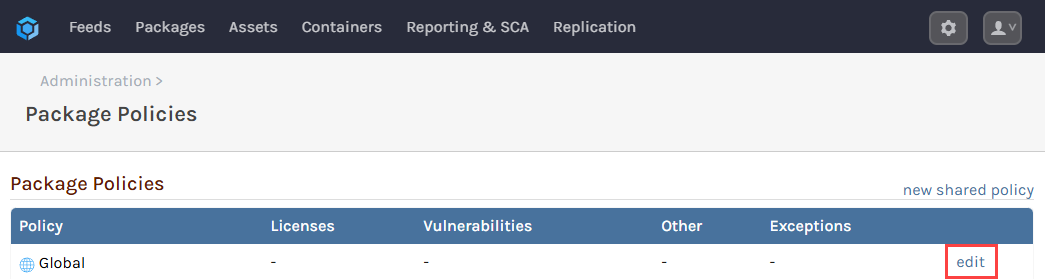 Feeds Packages Assets Containers Reporting & SCA Replication
Administration >
Package Policies
Package Policies
new shared policy
Policy Licenses Vulnerabilities Other Exceptions
Global - - - - edit